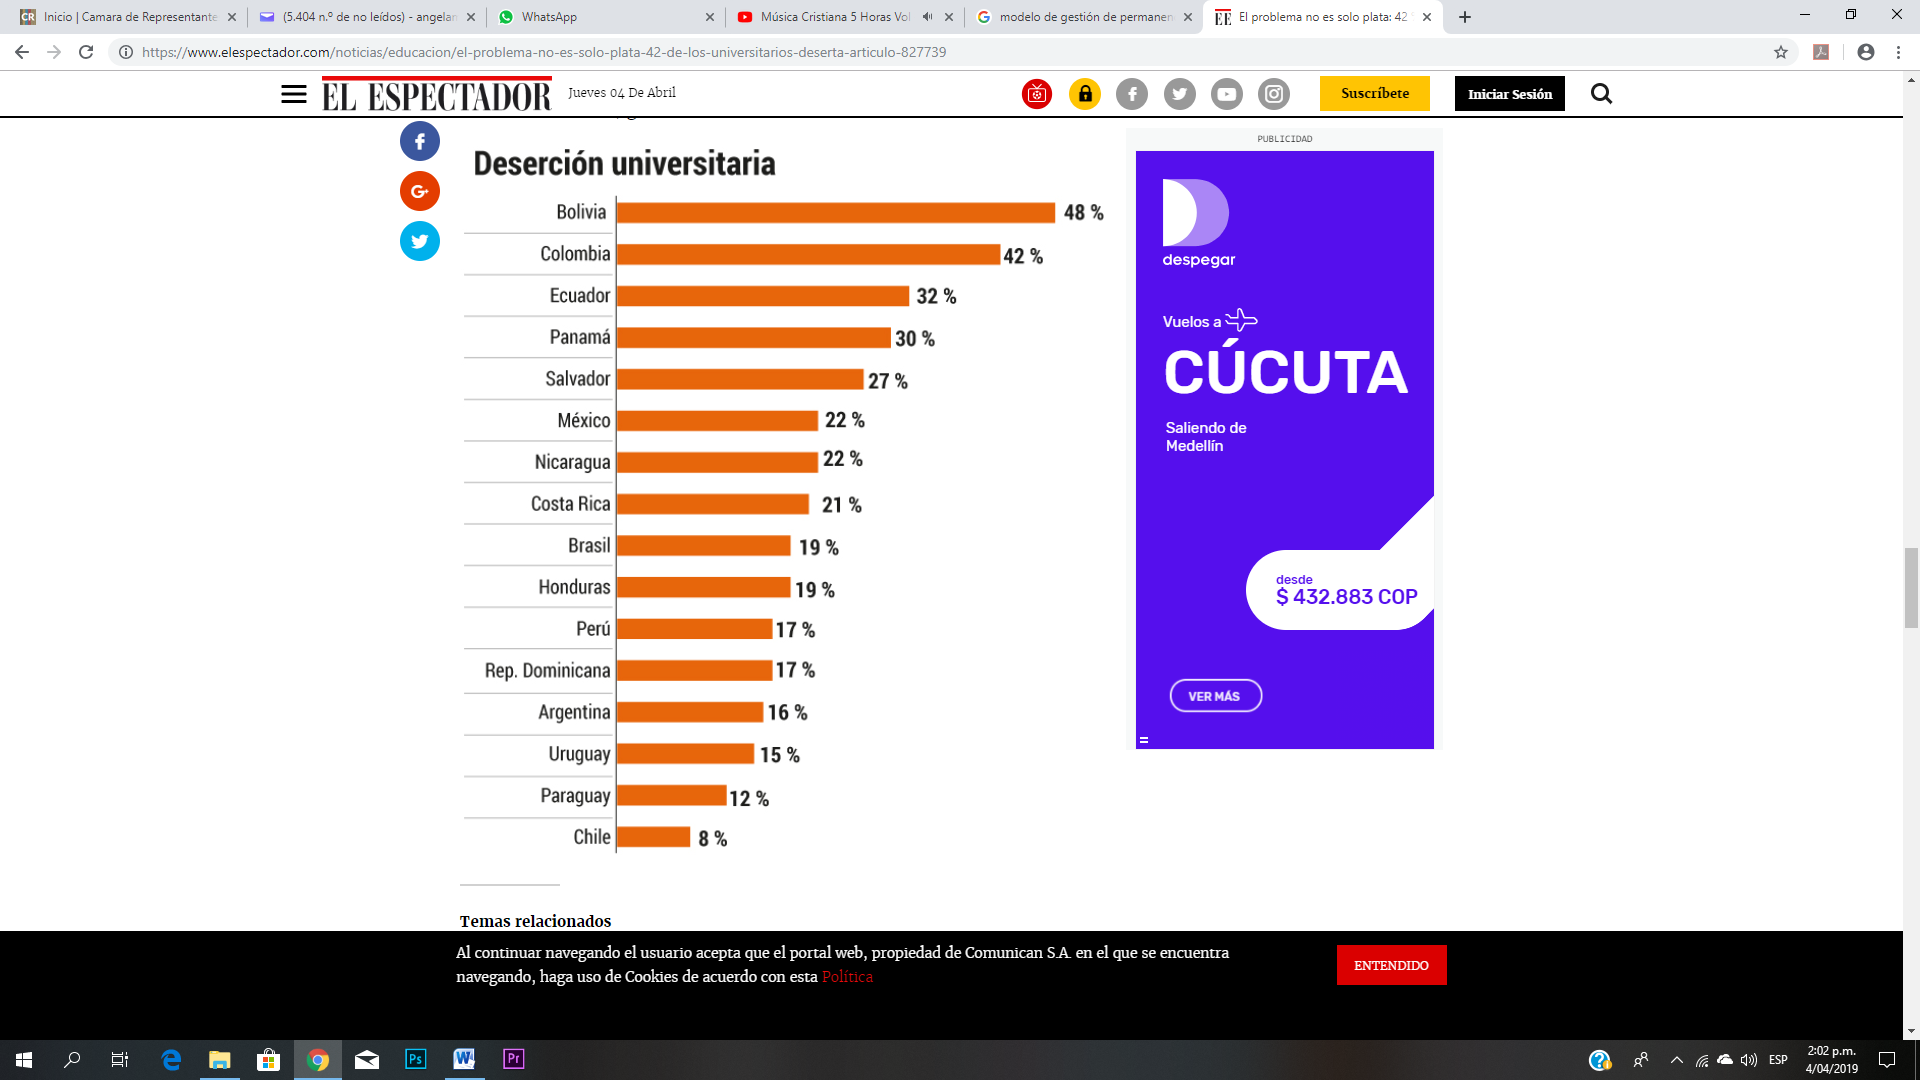 Inicio | Camara de Representante
(5.404 n.º de no leídos) - angelan
WhatsApp
Música Cristiana 5 Horas Vol
modelo de gestión de permanen
El problema no es solo plata: 42
https://www.elespectador.com/noticias/educacion/el-problema-no-es-solo-plata-42-de-los-universitarios-deserta-articulo-827739
EL ESPECTADOR
Jueves 04 De Abril
Suscríbete
Iniciar Sesión
Deserción universitaria
Bolivia 48 %
Colombia 42 %
Ecuador 32 %
Panamá 30 %
Salvador 27 %
México 22 %
Nicaragua 22 %
Costa Rica 21 %
Brasil 19 %
Honduras 19 %
Perú 17 %
Rep. Dominicana 17 %
Argentina 16 %
Uruguay 15 %
Paraguay 12 %
Chile 8 %
PUBLICIDAD
despegar
Vuelos a
CÚCUTA
Saliendo de
Medellín
desde
$ 432.883 COP
VER MÁS
Temas relacionados
Al continuar navegando el usuario acepta que el portal web, propiedad de Comunican S.A. en el que se encuentra
navegando, haga uso de Cookies de acuerdo con esta Política
ENTENDIDO
ESP
2:02 p.m.
4/04/2019